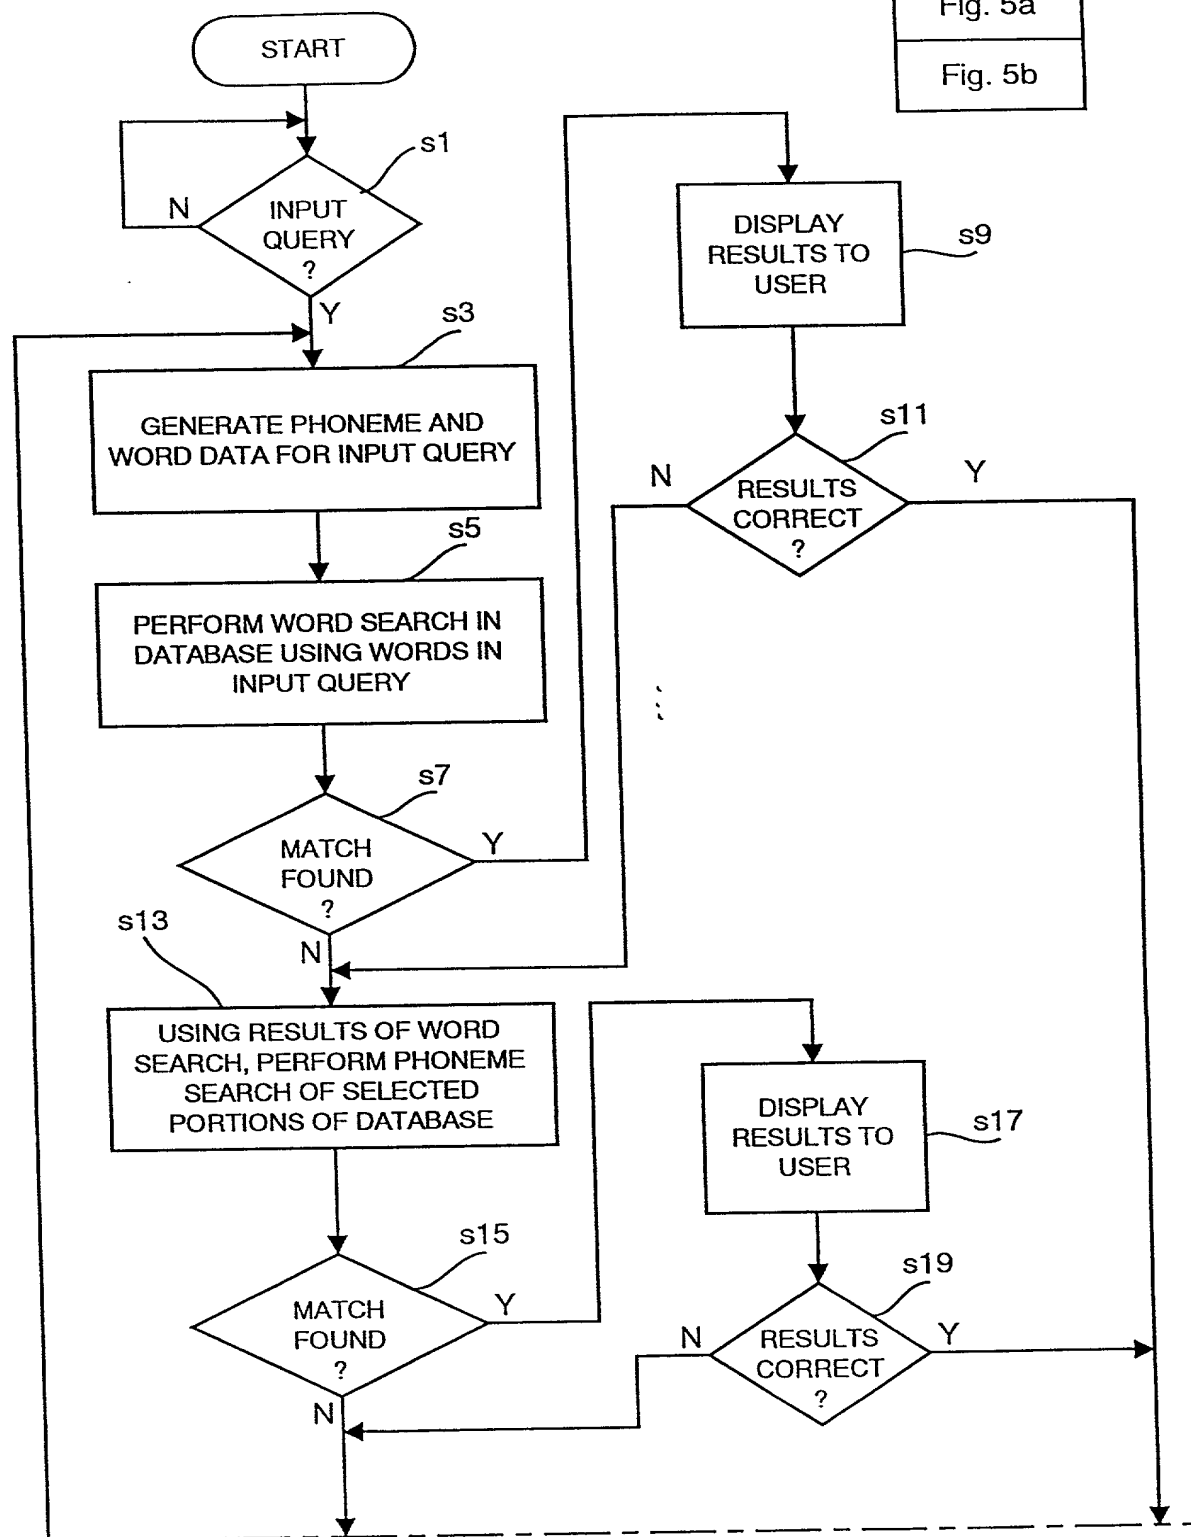 Fig. 5a
Fig. 5b
START
s1
N
INPUT
QUERY
?
Y
s3
GENERATE PHONEME AND
WORD DATA FOR INPUT QUERY
s5
PERFORM WORD SEARCH IN
DATABASE USING WORDS IN
INPUT QUERY
s7
MATCH
FOUND
?
Y
N
DISPLAY
RESULTS TO
USER
s9
s11
N
Y
RESULTS
CORRECT
?
s13
USING RESULTS OF WORD
SEARCH, PERFORM PHONEME
SEARCH OF SELECTED
PORTIONS OF DATABASE
s15
MATCH
FOUND
?
Y
N
DISPLAY
RESULTS TO
USER
s17
s19
N
Y
RESULTS
CORRECT
?